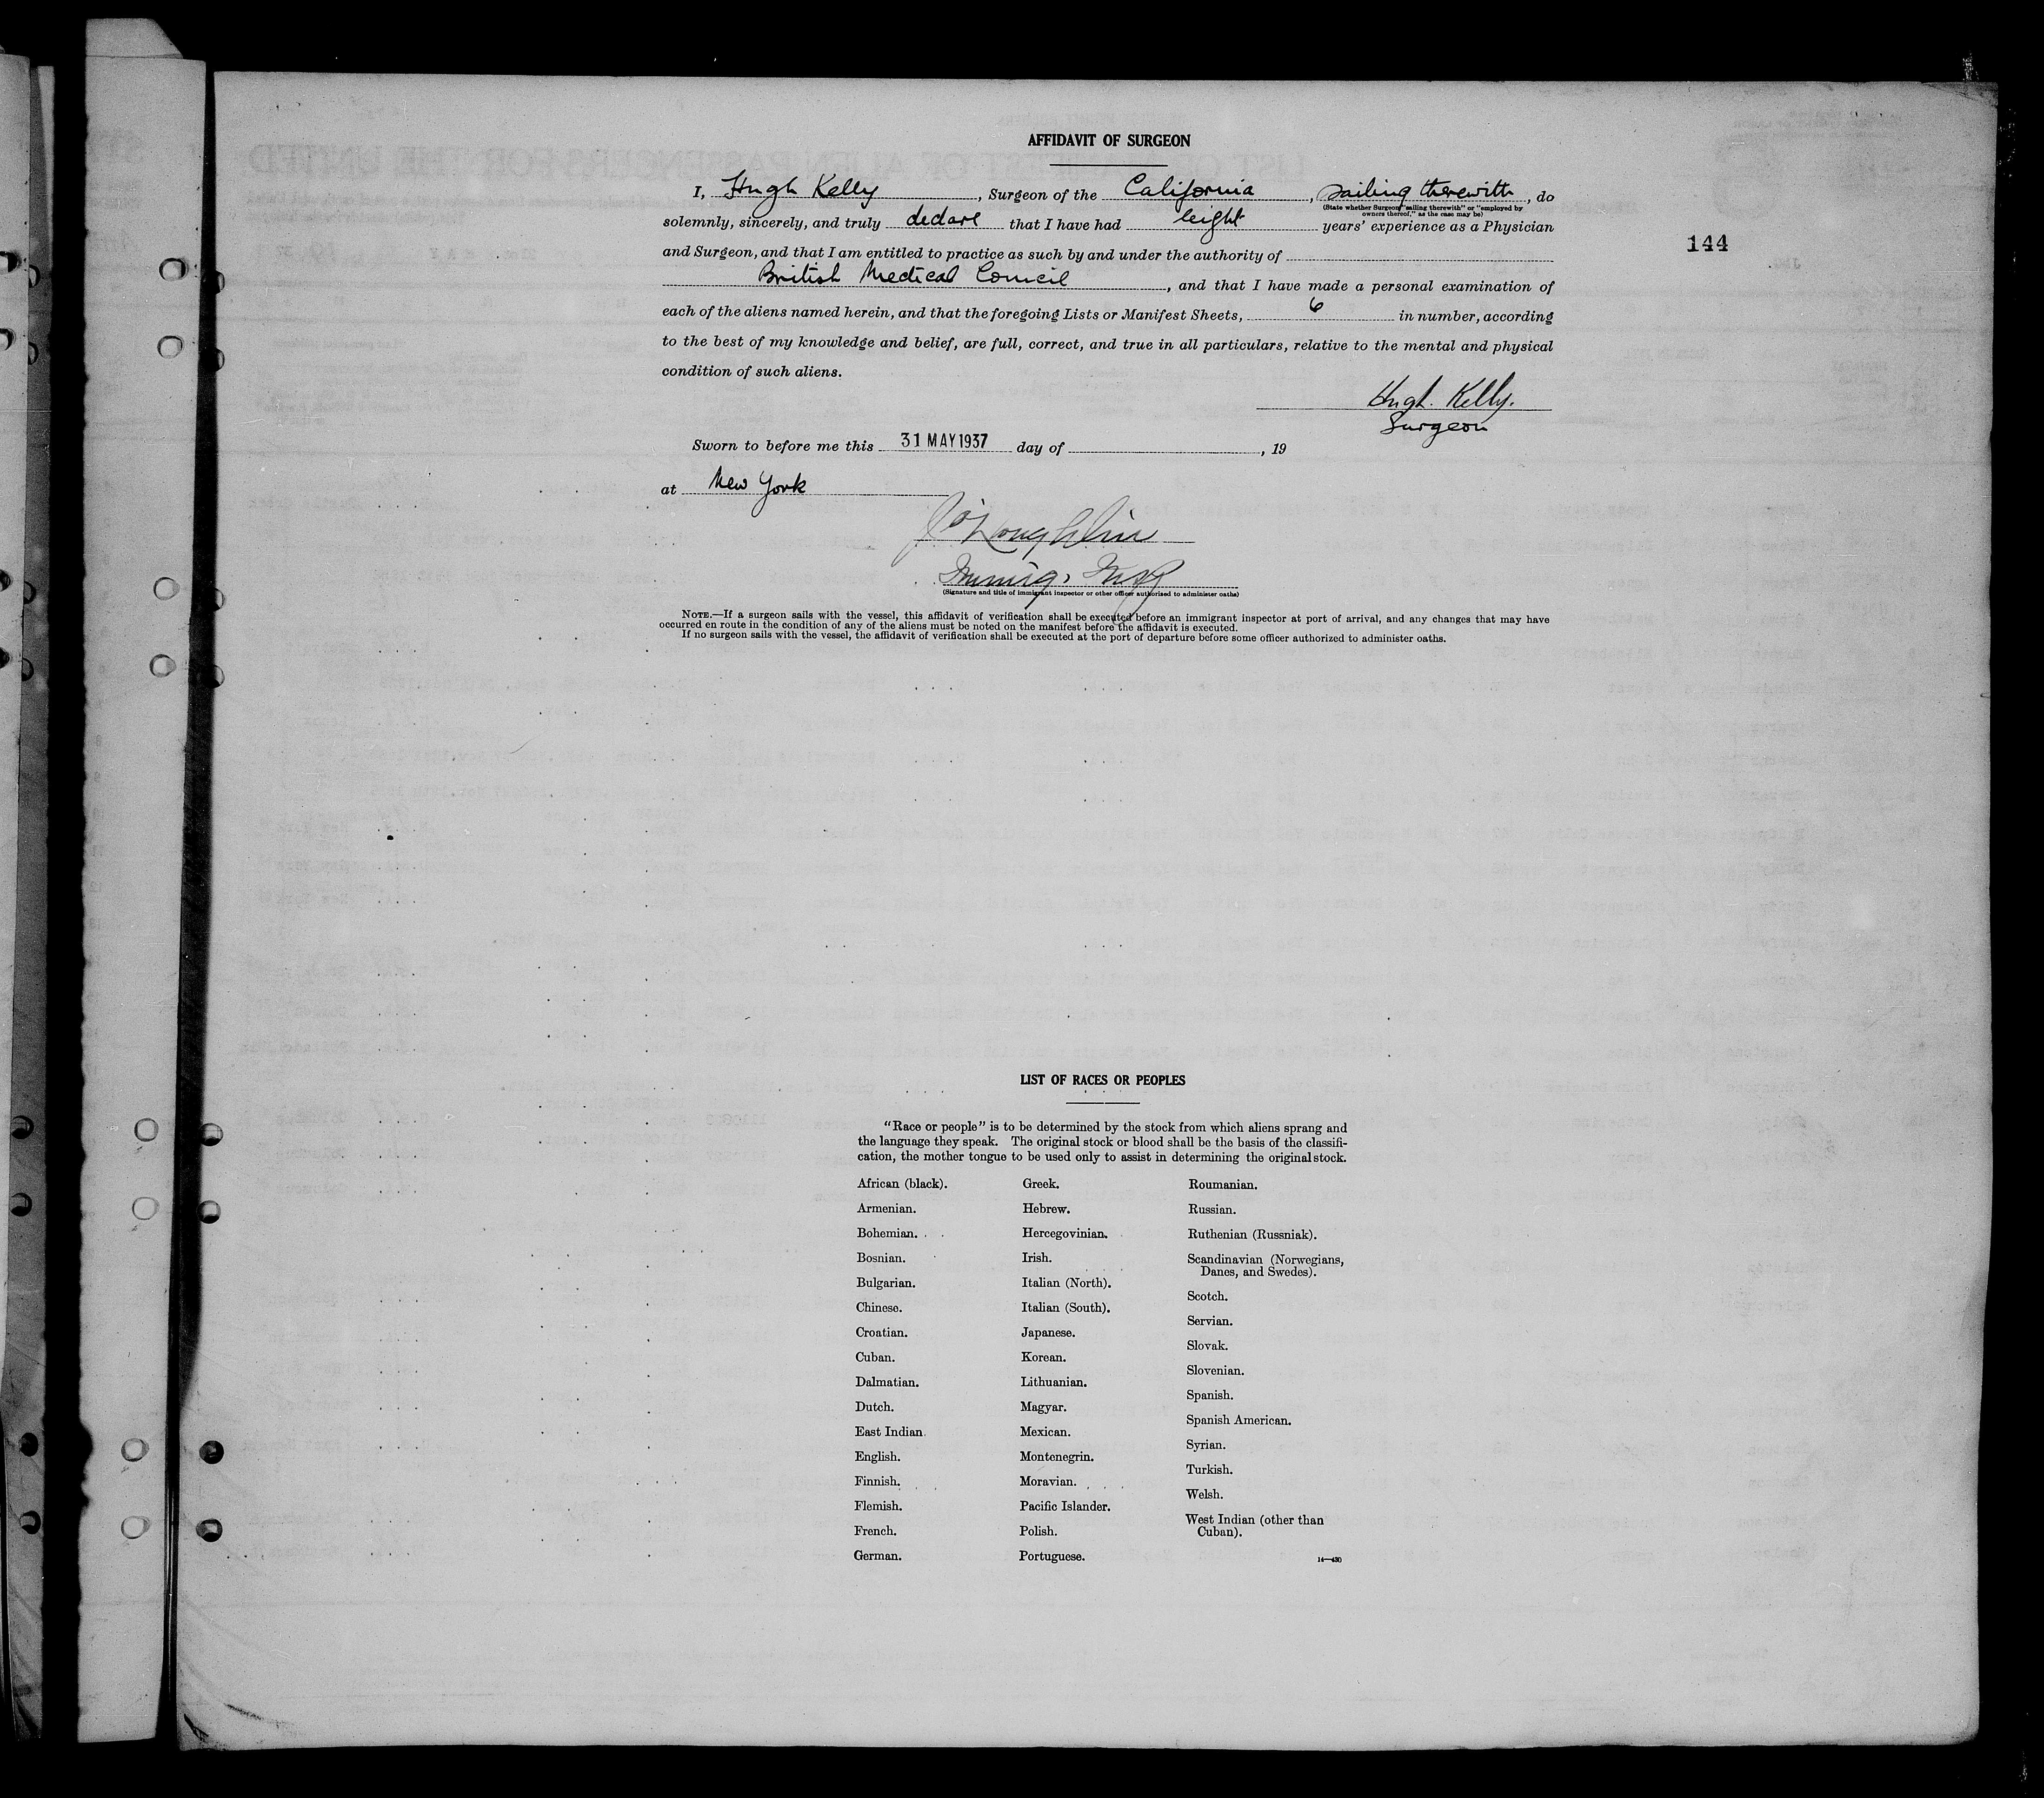 AFFIDAVIT OF SURGEON
I, Hugh Kelly, Surgeon of the California, sailing therewith, do
(State whether Surgeon "sailing therewith" or "employed by
owners thereof," as the case may be)
solemnly, sincerely, and truly declare that I have had eight years' experience as a Physician
144
and Surgeon, and that I am entitled to practice as such by and under the authority of
British Medical Council, and that I have made a personal examination of
each of the aliens named herein, and that the foregoing Lists or Manifest Sheets, 6 in number, according
to the best of my knowledge and belief, are full, correct, and true in all particulars, relative to the mental and physical
condition of such aliens.
Hugh. Kelly.
Surgeon
Sworn to before me this 31 MAY 1937 day of , 19
at New York
Immig. Insp
(Signature and title of immigrant inspector or other officer authorized to administer oaths)
NOTE.—If a surgeon sails with the vessel, this affidavit of verification shall be executed before an immigrant inspector at port of arrival, and any changes that may have
occurred en route in the condition of any of the aliens must be noted on the manifest before the affidavit is executed.
If no surgeon sails with the vessel, the affidavit of verification shall be executed at the port of departure before some officer authorized to administer oaths.
LIST OF RACES OR PEOPLES
"Race or people" is to be determined by the stock from which aliens sprang and
the language they speak. The original stock or blood shall be the basis of the classifi-
cation, the mother tongue to be used only to assist in determining the original stock.
African (black).
Armenian.
Bohemian.
Bosnian.
Bulgarian.
Chinese.
Croatian.
Cuban.
Dalmatian.
Dutch.
East Indian.
English.
Finnish.
Flemish.
French.
German.
Greek.
Hebrew.
Hercegovinian.
Irish.
Italian (North).
Italian (South).
Japanese.
Korean.
Lithuanian.
Magyar.
Mexican.
Montenegrin.
Moravian.
Pacific Islander.
Polish.
Portuguese.
Roumanian.
Russian.
Ruthenian (Russniak).
Scandinavian (Norwegians,
Danes, and Swedes).
Scotch.
Servian.
Slovak.
Slovenian.
Spanish.
Spanish American.
Syrian.
Turkish.
Welsh.
West Indian (other than
Cuban).
14—430